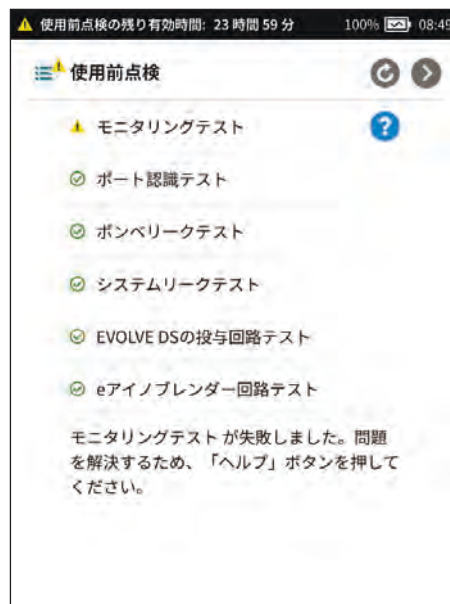 使用前点検の残り有効時間: 23 時間 59 分 100% 08:49
使用前点検
モニタリングテスト ?
ポート認識テスト
ボンベリークテスト
システムリークテスト
EVOLVE DSの投与回路テスト
eアイノブレンダー回路テスト
モニタリングテスト が失敗しました。問題
を解決するため、「ヘルプ」ボタンを押して
ください。